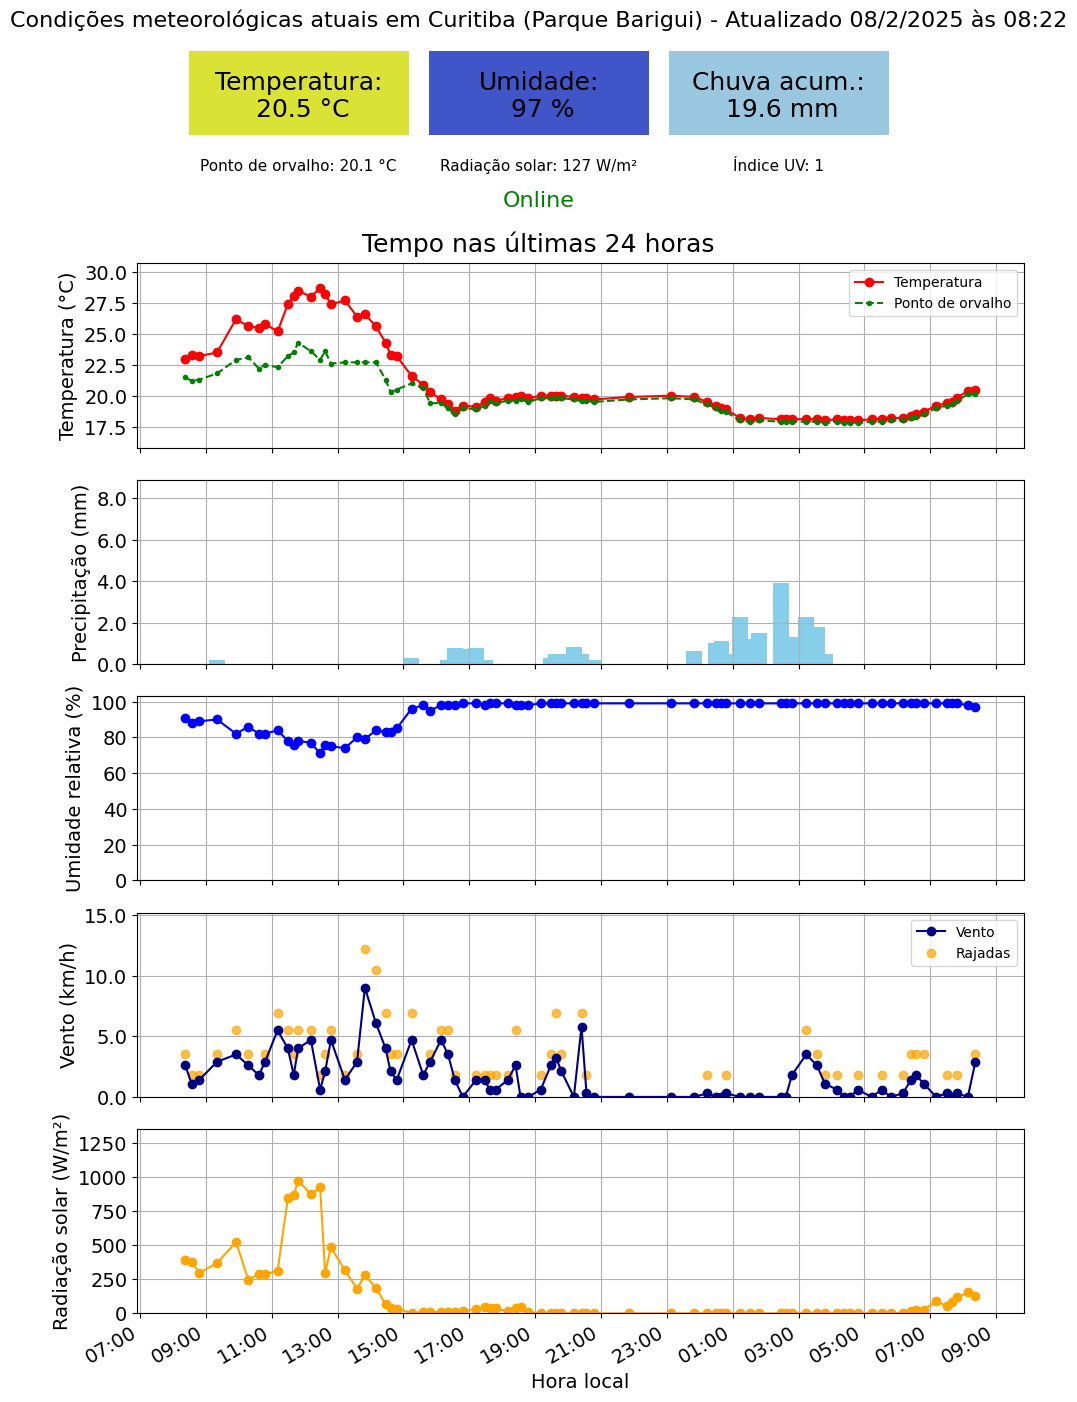 Condições meteorológicas atuais em Curitiba (Parque Barigui) - Atualizado 08/2/2025 às 08:22
Temperatura:
20.5 °C
Umidade:
97 %
Chuva acum.:
19.6 mm
Ponto de orvalho: 20.1 °C
Radiação solar: 127 W/m²
Índice UV: 1
Online
Tempo nas últimas 24 horas
Temperatura (°C)
30.0
27.5
25.0
22.5
20.0
17.5
Temperatura
Ponto de orvalho
Precipitação (mm)
8.0
6.0
4.0
2.0
0.0
Umidade relativa (%)
100
80
60
40
20
0
Vento (km/h)
15.0
10.0
5.0
0.0
Vento
Rajadas
Radiação solar (W/m²)
1250
1000
750
500
250
0
07:00
09:00
11:00
13:00
15:00
17:00
19:00
21:00
23:00
01:00
03:00
05:00
07:00
09:00
Hora local